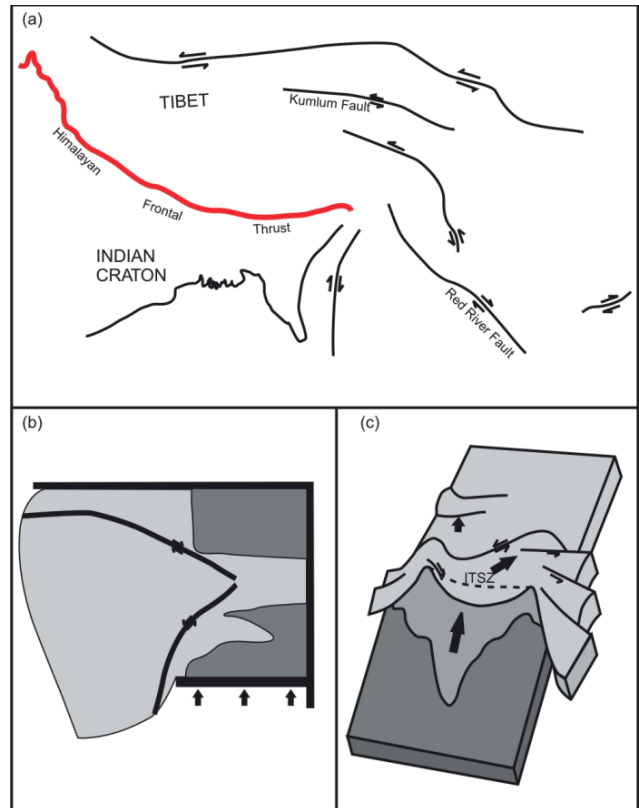 (a)
TIBET
Kumlum Fault
Himalayan
Frontal
Thrust
INDIAN
CRATON
Red River Fault
(b)
(c)
ITSZ